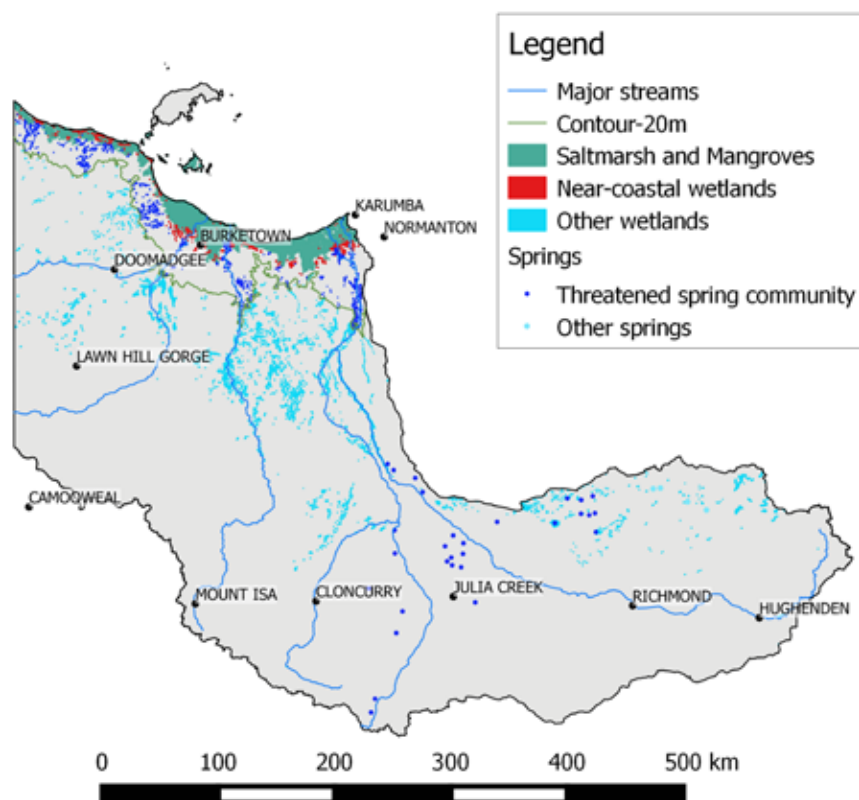 Legend
Major streams
Contour-20m
Saltmarsh and Mangroves
Near-coastal wetlands
Other wetlands
Springs
Threatened spring community
Other springs
KARUMBA
NORMANTON
BURKETOWN
DOOMADGEE
LAWN HILL GORGE
CAMOOWEAL
MOUNT ISA
CLONCURRY
JULIA CREEK
RICHMOND
HUGHENDEN
0 100 200 300 400 500 km